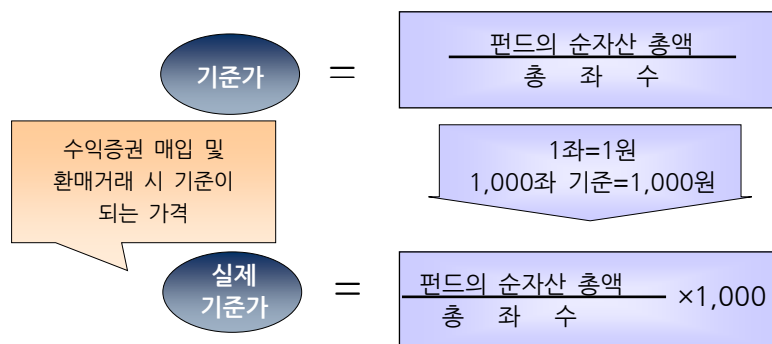 기준가 = 펀드의 순자산 총액
총 좌 수
수익증권 매입 및
환매거래 시 기준이
되는 가격
1좌=1원
1,000좌 기준=1,000원
실제
기준가
= 펀드의 순자산 총액 ×1,000
총 좌 수